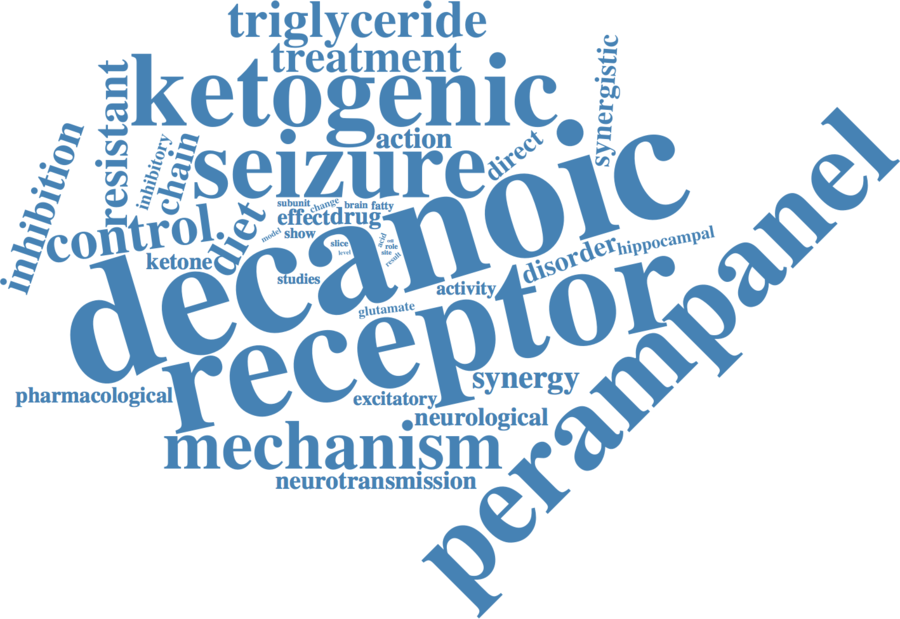 triglyceride
treatment
ketogenic
synergistic
resistant
action
inhibition
inhibitory
chain
seizure
direct
decanoic
perampanel
control
diet
subunit
change
brain
fatty
effect
drug
model
show
slice
level
acid
role
site
result
ketone
studies
activity
disorder
hippocampal
glutamate
receptor
pharmacological
excitatory
synergy
neurological
mechanism
neurotransmission